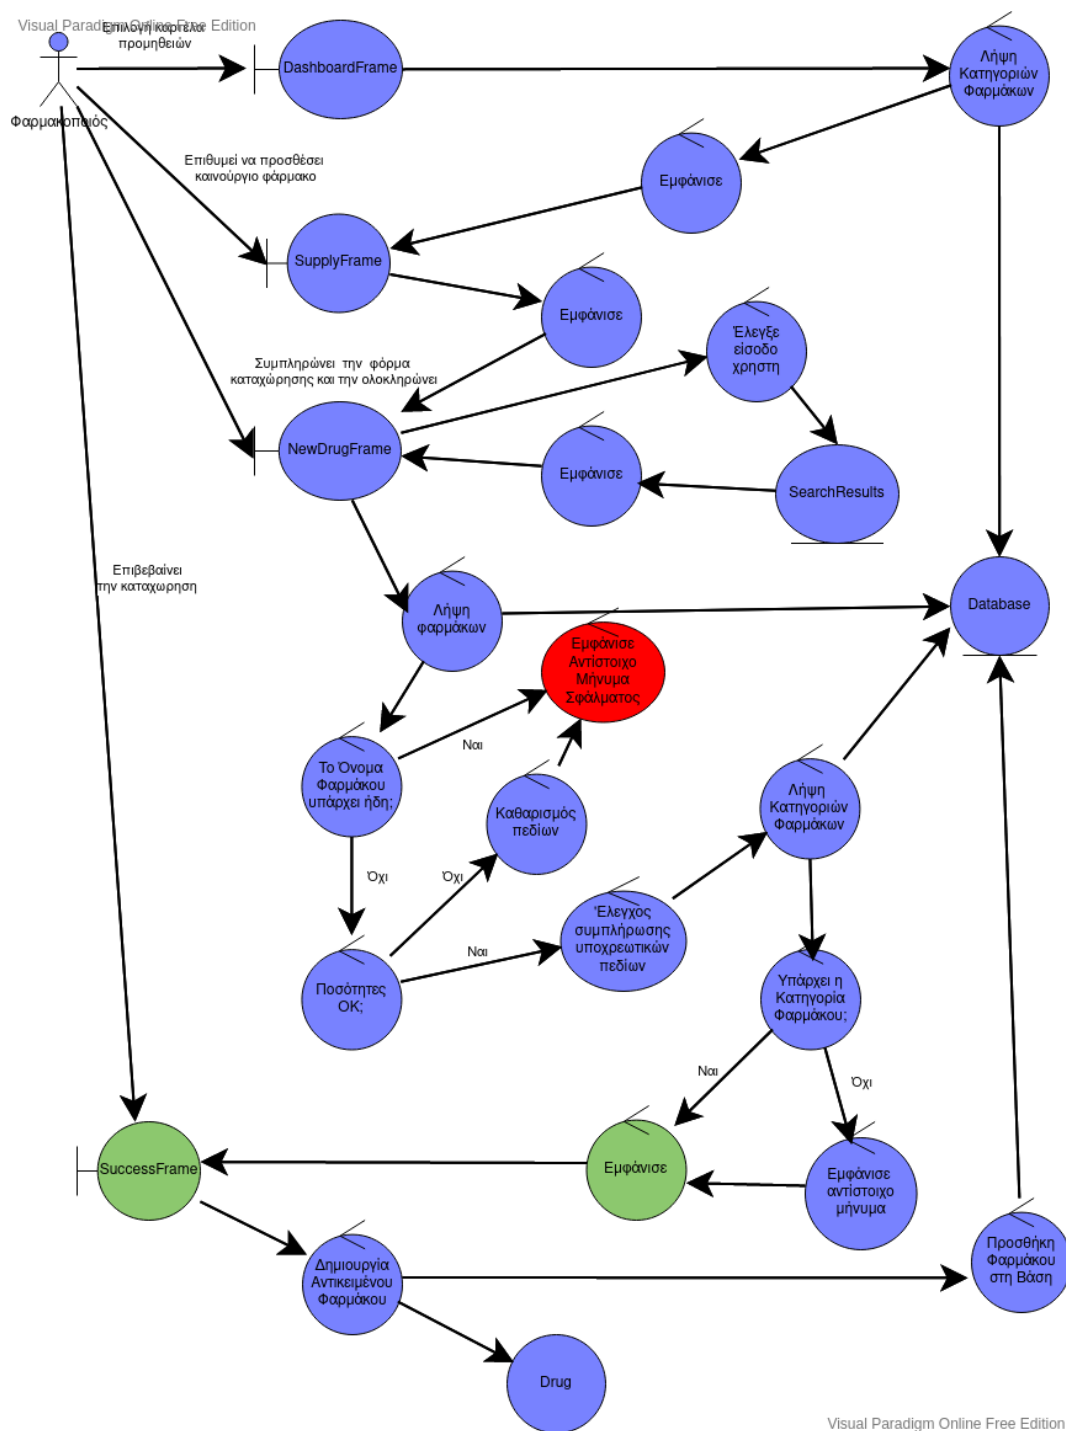 Visual Paradigm Online Free Edition
Επιλογή καρτέλα
προμηθειών
Φαρμακοποιός
DashboardFrame
Λήψη
Κατηγοριών
Φαρμάκων
Επιθυμεί να προσθέσει
καινούργιο φάρμακο
Εμφάνισε
SupplyFrame
Εμφάνισε
Έλεγξε
είσοδο
χρηστη
Συμπληρώνει την φόρμα
καταχώρησης και την ολοκληρώνει
NewDrugFrame
Εμφάνισε
SearchResults
Επιβεβαίνει
την καταχωρηση
Λήψη
φαρμάκων
Database
Εμφάνισε
Αντίστοιχο
Μήνυμα
Σφάλματος
Ναι
Το Όνομα
Φαρμάκου
υπάρχει ήδη;
Καθαρισμός
πεδίων
Λήψη
Κατηγοριών
Φαρμάκων
Όχι
Όχι
Έλεγχος
συμπλήρωσης
υποχρεωτικών
πεδίων
Ναι
Ποσότητες
OK;
Υπάρχει η
Κατηγορία
Φαρμάκου;
Ναι
Όχι
SuccessFrame
Εμφάνισε
Εμφάνισε
αντίστοιχο
μήνυμα
Δημιουργία
Αντικειμένου
Φαρμάκου
Προσθήκη
Φαρμάκου
στη Βάση
Drug
Visual Paradigm Online Free Edition